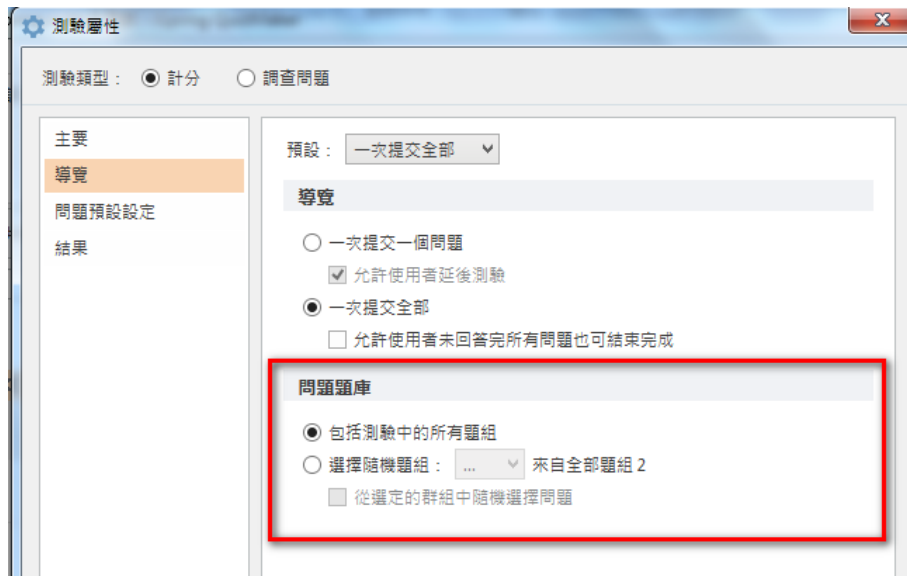 測驗屬性
測驗類型： 計分 調查問題
主要
導覽
問題預設設定
結果
預設： 一次提交全部
導覽
一次提交一個問題
允許使用者延後測驗
一次提交全部
允許使用者未回答完所有問題也可結束完成
問題題庫
包括測驗中的所有題組
選擇隨機題組： ... 來自全部題組 2
從選定的群組中隨機選擇問題